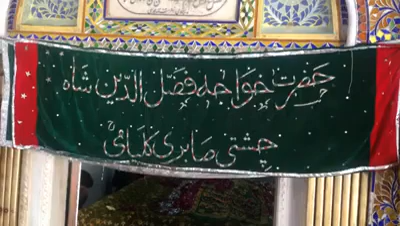 حضرت خواجہ فضل الدین شاہ
چشتی صابری کلیامیؒ